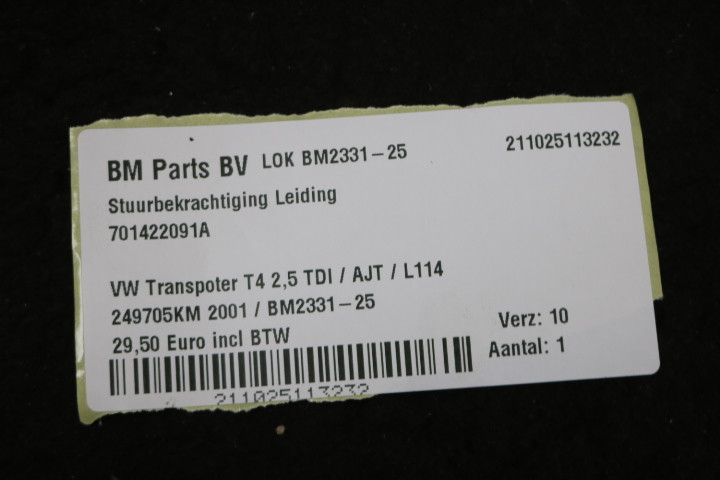 BM Parts BV LOK BM2331-25 211025113232
Stuurbekrachtiging Leiding
701422091A
VW Transpoter T4 2,5 TDI / AJT / L114
249705KM 2001 / BM2331-25
29,50 Euro incl BTW
Verz: 10
Aantal: 1
211025113232